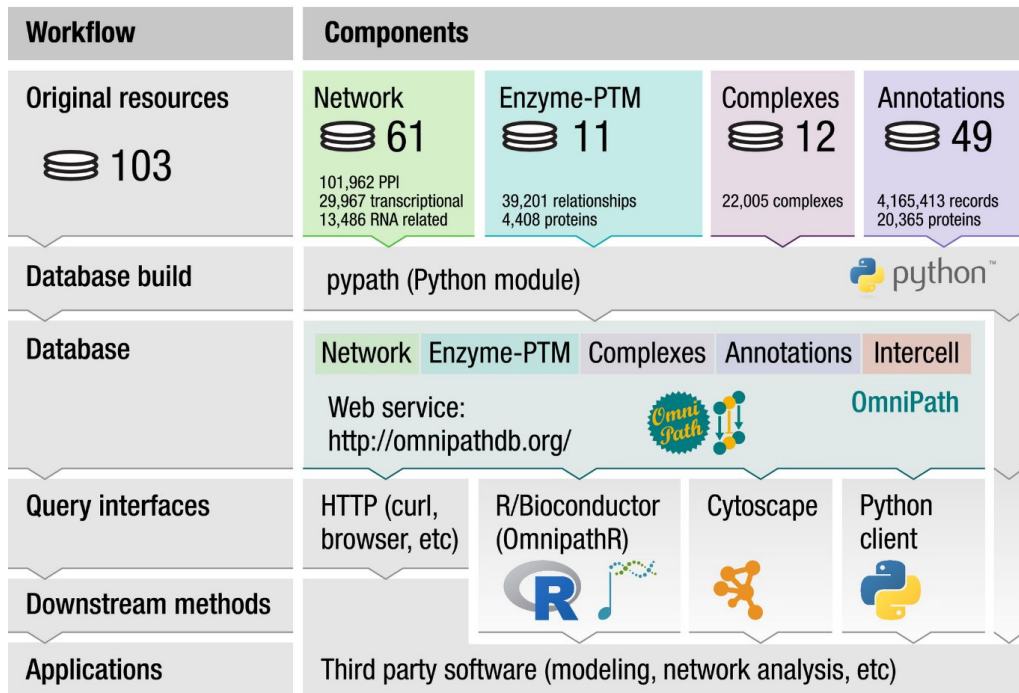 Workflow
Components
Original resources
103
Network
61
101,962 PPI
29,967 transcriptional
13,486 RNA related
Enzyme-PTM
11
39,201 relationships
4,408 proteins
Complexes
12
22,005 complexes
Annotations
49
4,165,413 records
20,365 proteins
Database build
pypath (Python module)
python™
Database
Network
Enzyme-PTM
Complexes
Annotations
Intercell
Web service:
http://omnipathdb.org/
Omni
Path
OmniPath
Query interfaces
HTTP (curl,
browser, etc)
R/Bioconductor
(OmnipathR)
R
Cytoscape
Python
client
Downstream methods
Applications
Third party software (modeling, network analysis, etc)